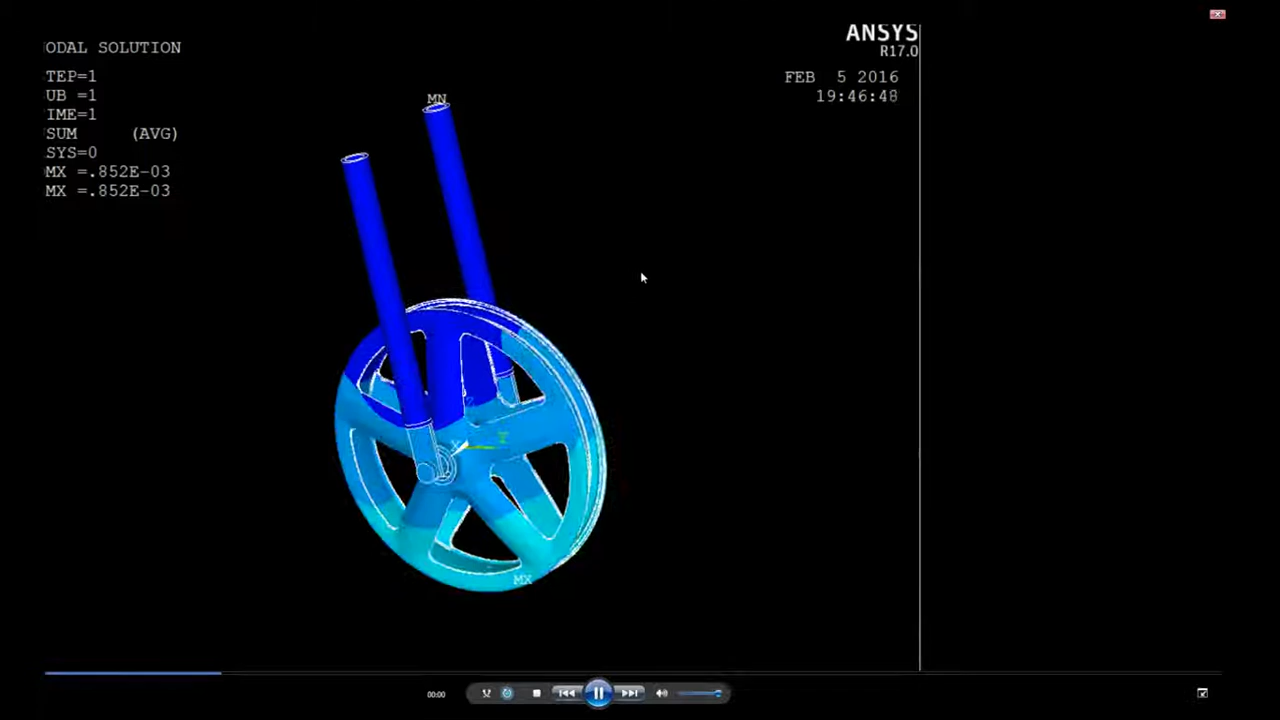 ODAL SOLUTION
TEP=1
UB =1
IME=1
SUM (AVG)
SYS=0
MX =.852E-03
MX =.852E-03
ANSYS
R17.0
FEB 5 2016
19:46:48
MN
X
Y
Z
MX
00:00